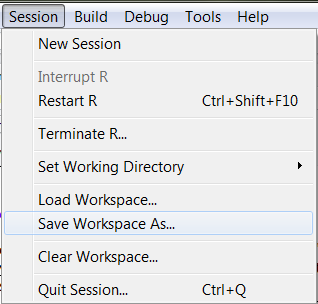 Session Build Debug Tools Help
New Session
Interrupt R
Restart R Ctrl+Shift+F10
Terminate R...
Set Working Directory
Load Workspace...
Save Workspace As...
Clear Workspace...
Quit Session... Ctrl+Q